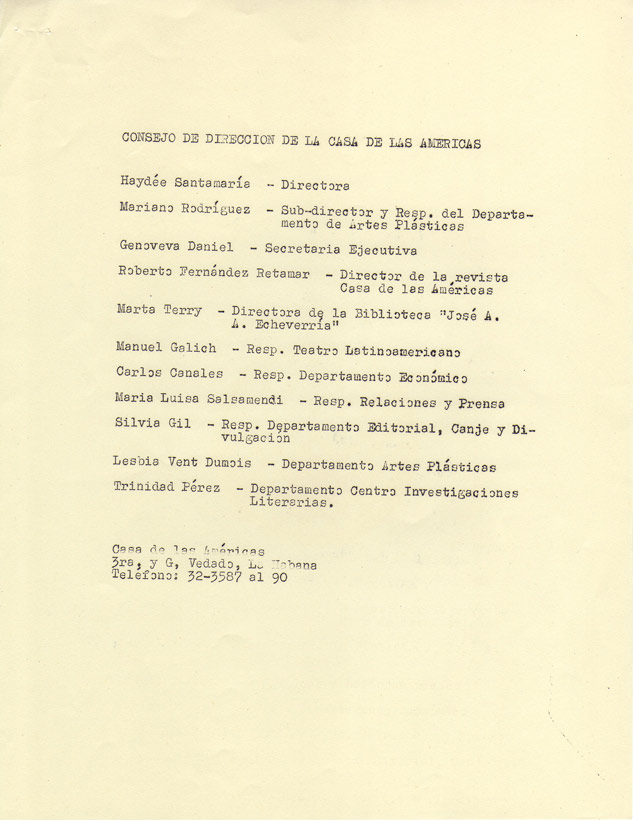 CONSEJO DE DIRECCION DE LA CASA DE LAS AMERICAS
Haydée Santamaría - Directora
Mariano Rodríguez - Sub-director y Resp. del Departa-
mento de Artes Plásticas
Genoveva Daniel - Secretaria Ejecutiva
Roberto Fernández Retamar - Director de la revista
Casa de las Américas
Marta Terry - Directora de la Biblioteca "José A.
A. Echeverría"
Manuel Galich - Resp. Teatro Latinoamericano
Carlos Canales - Resp. Departamento Económico
Maria Luisa Salsamendi - Resp. Relaciones y Prensa
Silvia Gil - Resp. Departamento Editorial, Canje y Di-
vulgación
Lesbia Vent Dumois - Departamento Artes Plásticas
Trinidad Pérez - Departamento Centro Investigaciones
Literarias.
Casa de las Américas
3ra, y G, Vedado, La Habana
Teléfono: 32-3587 al 90